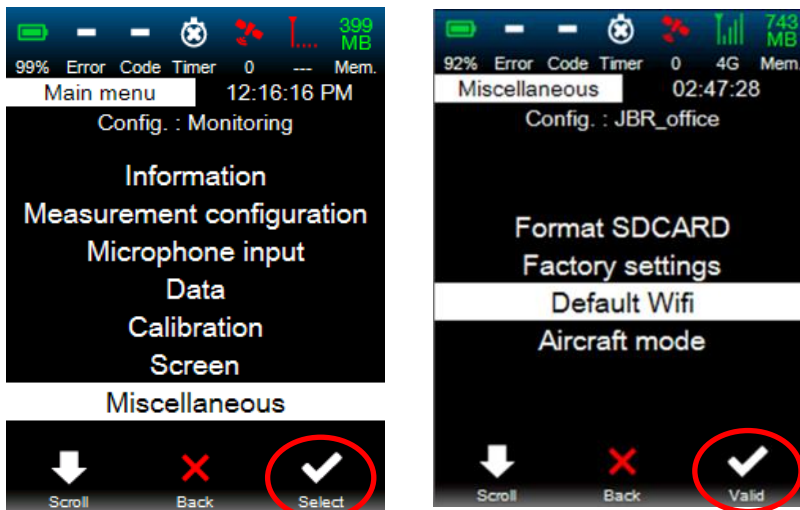 399
MB
99% Error Code Timer 0 --- Mem.
Main menu 12:16:16 PM
Config. : Monitoring
Information
Measurement configuration
Microphone input
Data
Calibration
Screen
Miscellaneous
Scroll Back Select
743
MB
92% Error Code Timer 0 4G Mem.
Miscellaneous 02:47:28
Config. : JBR_office
Format SDCARD
Factory settings
Default Wifi
Aircraft mode
Scroll Back Valid